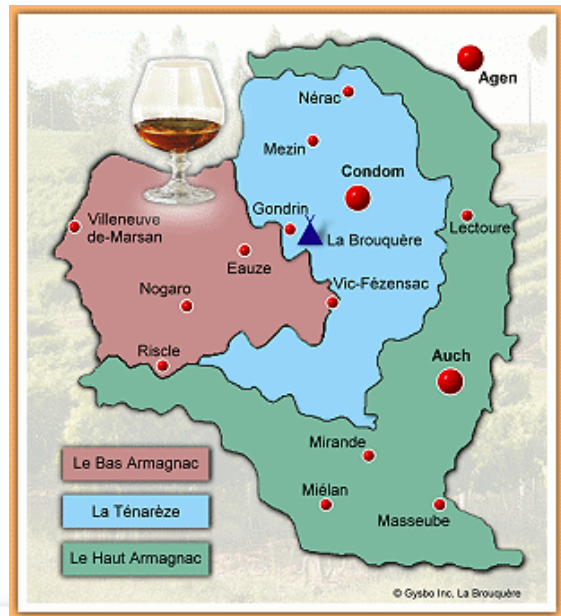 Agen
Nérac
Mezin
Condom
Gondrin
Lectoure
Villeneuve
de-Marsan
La Brouquère
Eauze
Vic-Fézensac
Nogaro
Riscle
Auch
Mirande
Le Bas Armagnac
Miélan
La Ténarèze
Masseube
Le Haut Armagnac
© Gysbo Inc. La Brouquère